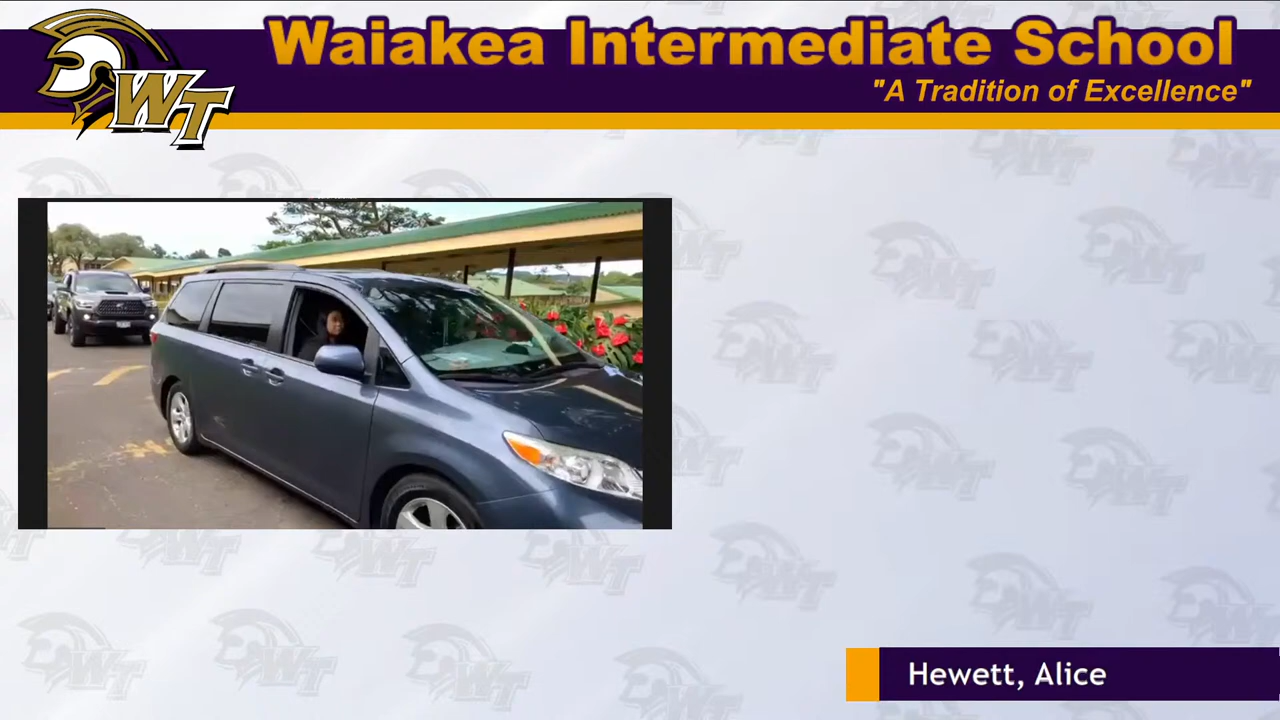 Waiakea Intermediate School
"A Tradition of Excellence"
WT
Hewett, Alice